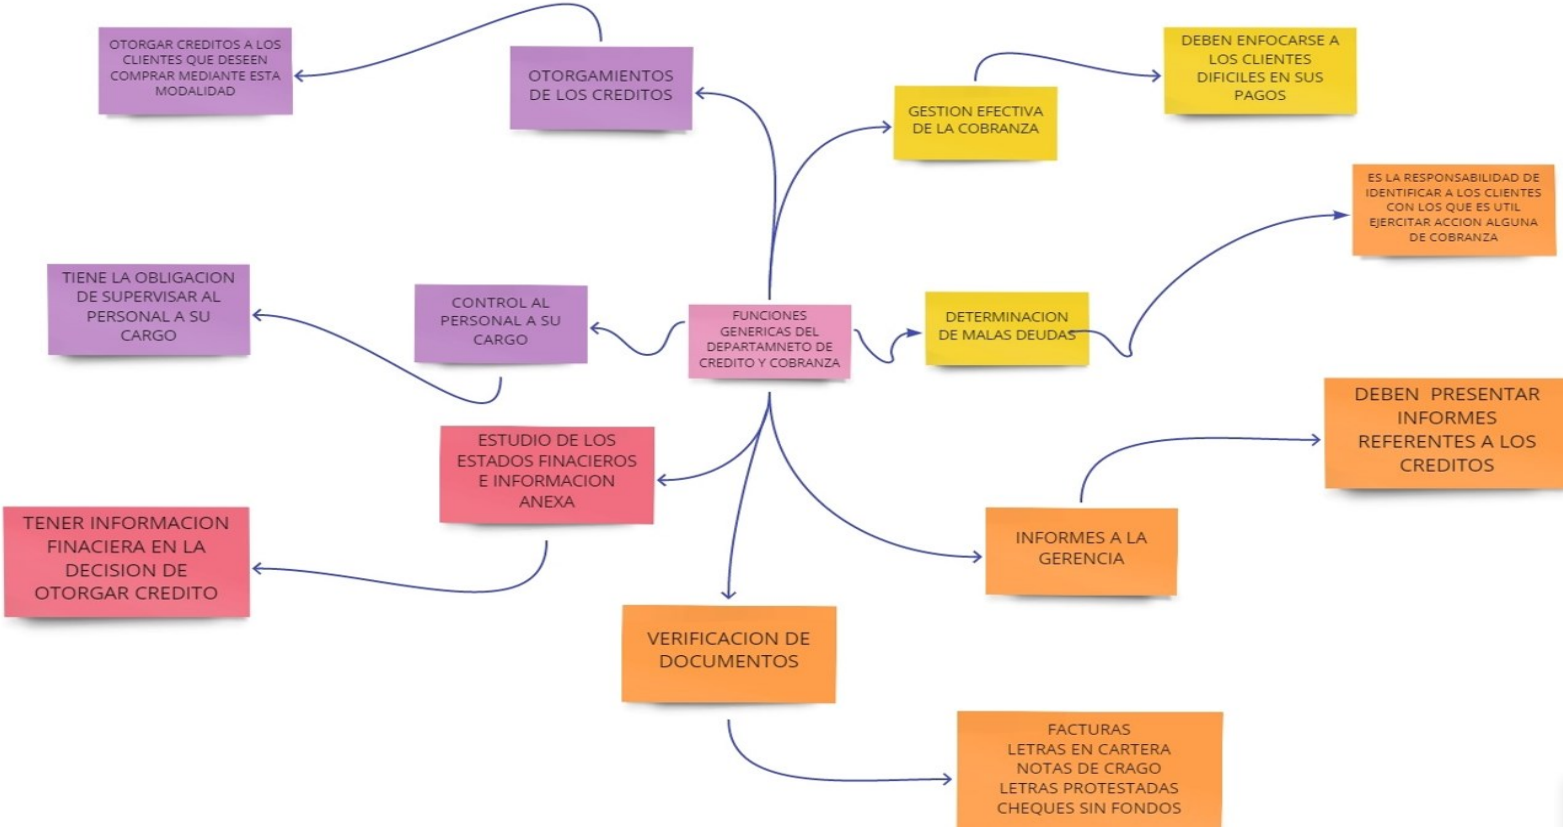 OTORGAR CREDITOS A LOS
CLIENTES QUE DESEEN
COMPRAR MEDIANTE ESTA
MODALIDAD
OTORGAMIENTOS
DE LOS CREDITOS
GESTION EFECTIVA
DE LA COBRANZA
DEBEN ENFOCARSE A
LOS CLIENTES
DIFICILES EN SUS
PAGOS
ES LA RESPONSABILIDAD DE
IDENTIFICAR A LOS CLIENTES
CON LOS QUE ES UTIL
EJERCITAR ACCION ALGUNA
DE COBRANZA
TIENE LA OBLIGACION
DE SUPERVISAR AL
PERSONAL A SU
CARGO
CONTROL AL
PERSONAL A SU
CARGO
FUNCIONES
GENERICAS DEL
DEPARTAMNETO DE
CREDITO Y COBRANZA
DETERMINACION
DE MALAS DEUDAS
DEBEN PRESENTAR
INFORMES
REFERENTES A LOS
CREDITOS
ESTUDIO DE LOS
ESTADOS FINACIEROS
E INFORMACION
ANEXA
TENER INFORMACION
FINACIERA EN LA
DECISION DE
OTORGAR CREDITO
INFORMES A LA
GERENCIA
VERIFICACION DE
DOCUMENTOS
FACTURAS
LETRAS EN CARTERA
NOTAS DE CRAGO
LETRAS PROTESTADAS
CHEQUES SIN FONDOS